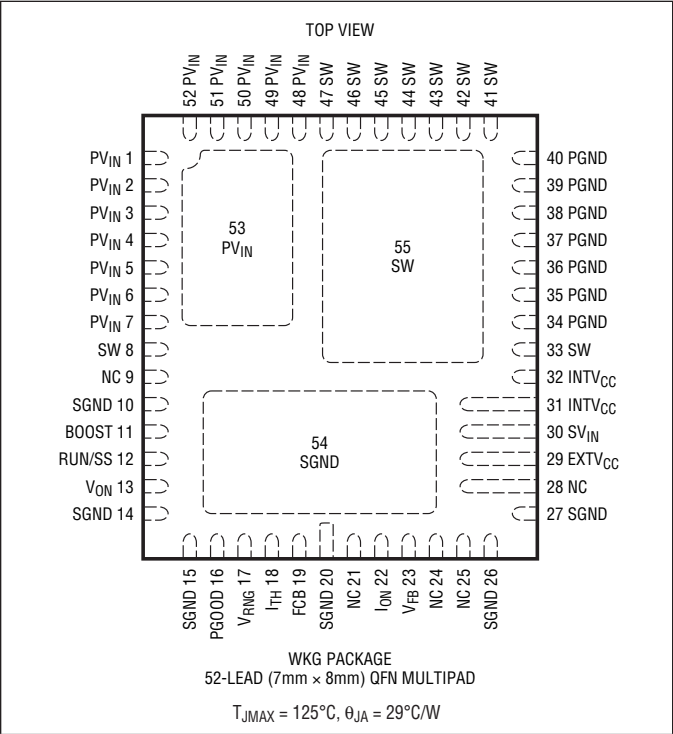 TOP VIEW
52 PVIN
51 PVIN
50 PVIN
49 PVIN
48 PVIN
47 SW
46 SW
45 SW
44 SW
43 SW
42 SW
41 SW
PVIN 1
PVIN 2
PVIN 3
PVIN 4
PVIN 5
PVIN 6
PVIN 7
SW 8
NC 9
SGND 10
BOOST 11
RUN/SS 12
VON 13
SGND 14
53
PVIN
55
SW
54
SGND
40 PGND
39 PGND
38 PGND
37 PGND
36 PGND
35 PGND
34 PGND
33 SW
32 INTVCC
31 INTVCC
30 SVIN
29 EXTVCC
28 NC
27 SGND
SGND 15
PGOOD 16
VRNG 17
ITH 18
FCB 19
SGND 20
NC 21
ION 22
VFB 23
NC 24
NC 25
SGND 26
WKG PACKAGE
52-LEAD (7mm × 8mm) QFN MULTIPAD
TJMAX = 125°C, θJA = 29°C/W